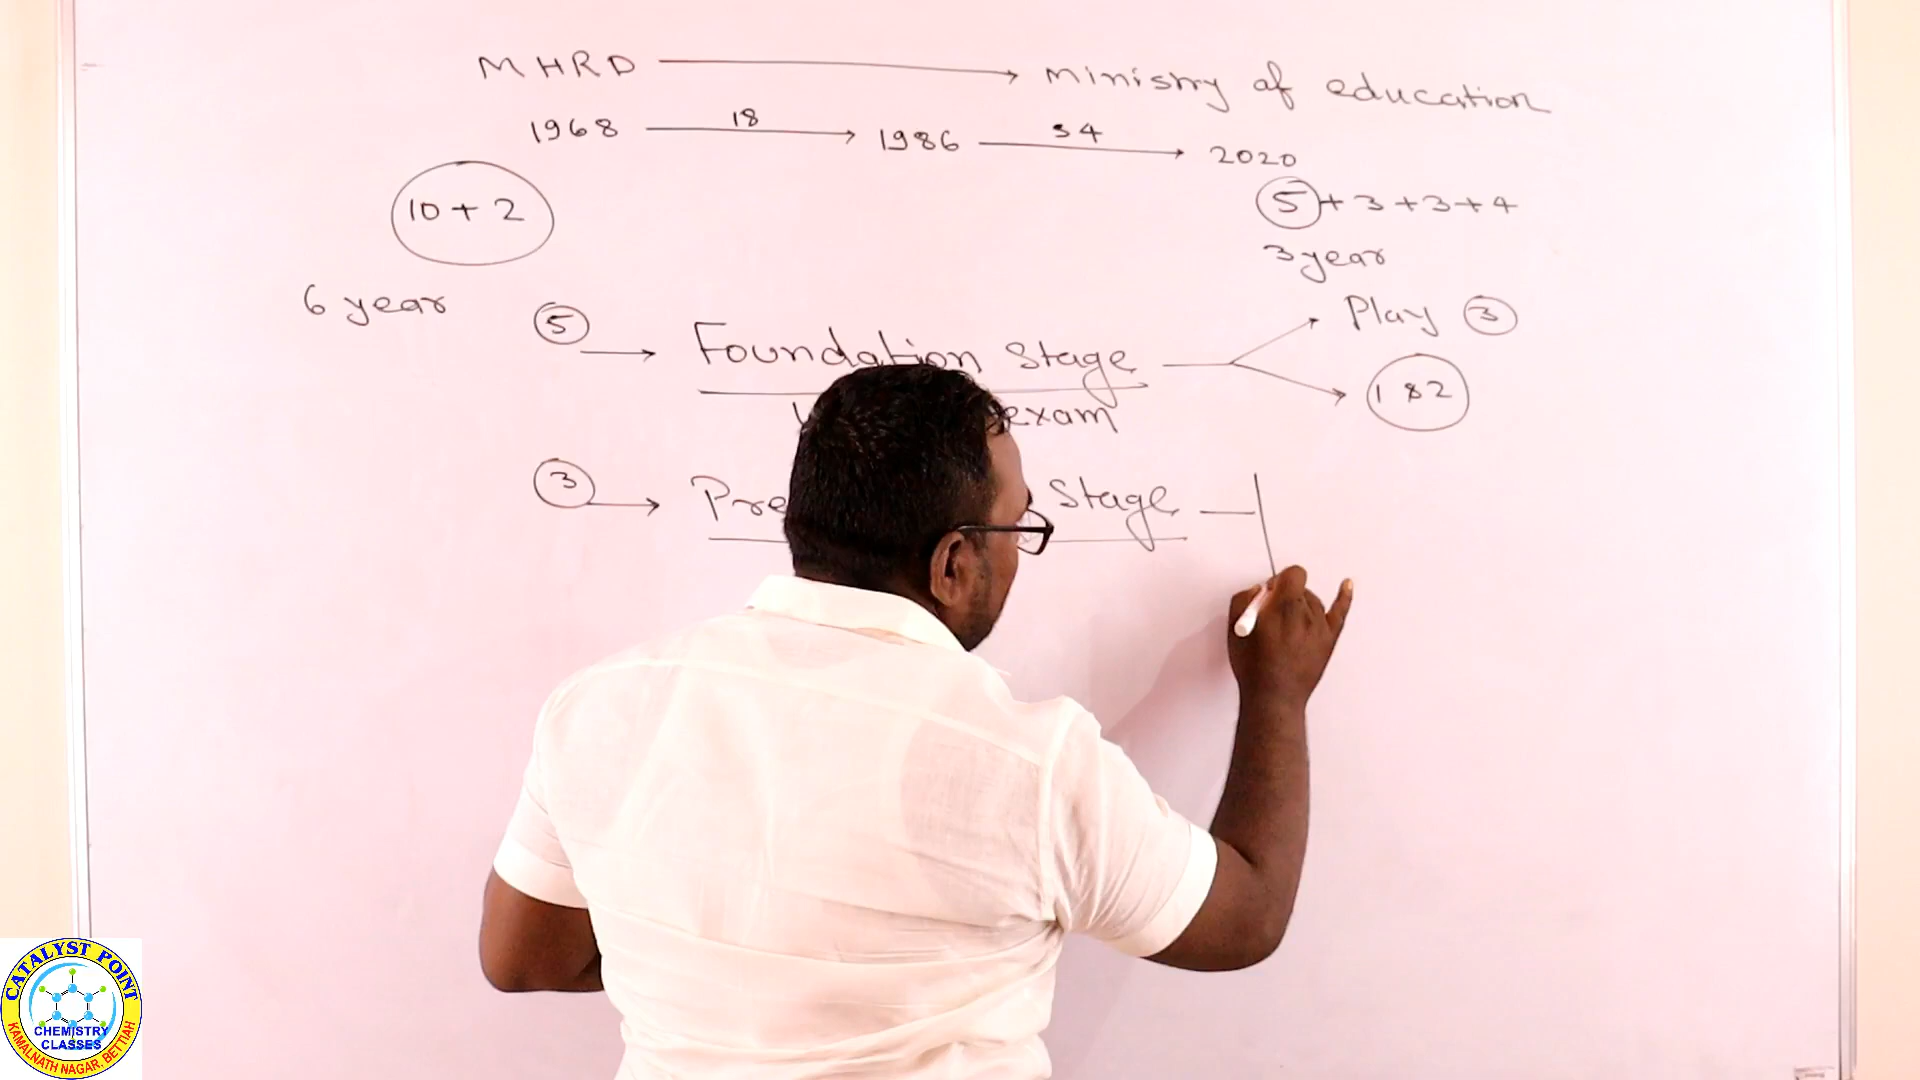 MHRD → ministry of education
1968 → 18 → 1986 → 34 → 2020
10 + 2
5 + 3 + 3 + 4
3 year
6 year
5 → Foundation Stage
Play 3
1 & 2
exam
3 → Pre Stage
CATALYST POINT
CHEMISTRY
CLASSES
KAMALNATH NAGAR, BETTIAH